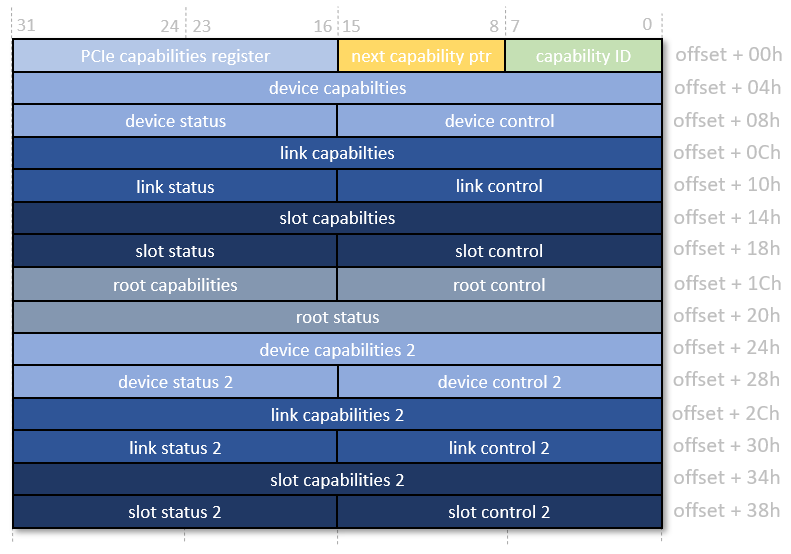 31 24 23 16 15 8 7 0
PCIe capabilities register next capability ptr capability ID offset + 00h
device capabilties offset + 04h
device status device control offset + 08h
link capabilties offset + 0Ch
link status link control offset + 10h
slot capabilties offset + 14h
slot status slot control offset + 18h
root capabilities root control offset + 1Ch
root status offset + 20h
device capabilities 2 offset + 24h
device status 2 device control 2 offset + 28h
link capabilities 2 offset + 2Ch
link status 2 link control 2 offset + 30h
slot capabilities 2 offset + 34h
slot status 2 slot control 2 offset + 38h